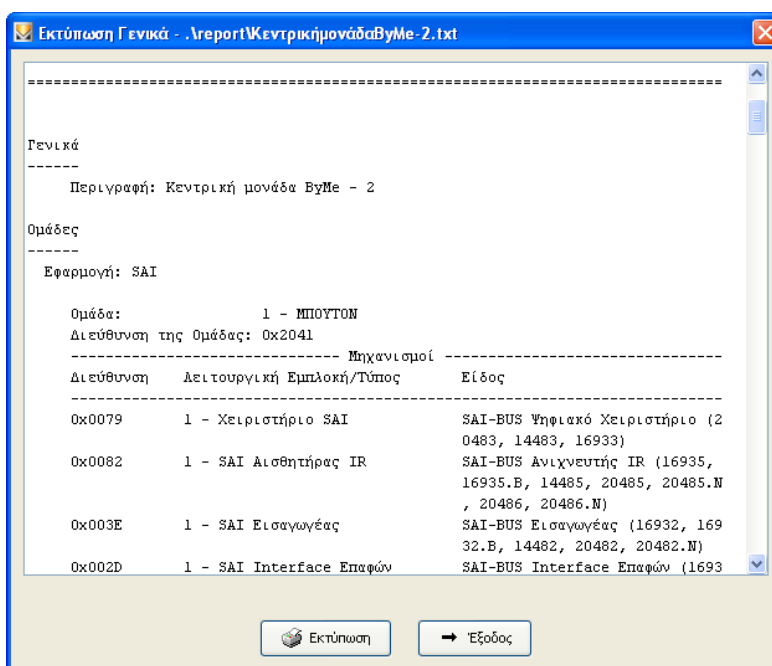 Εκτύπωση Γενικά - .\report\ΚεντρικήμονάδαByMe-2.txt
================================================================================
Γενικά
------
Περιγραφή: Κεντρική μονάδα ByMe - 2
Ομάδες
------
Εφαρμογή: SAI
Ομάδα: 1 - ΜΠΟΥΤΟΝ
Διεύθυνση της Ομάδας: 0x2041
------------------------------- Μηχανισμοί --------------------------------
Διεύθυνση Λειτουργική Εμπλοκή/Τύπος Είδος
---------------------------------------------------------------------------
0x0079 1 - Χειριστήριο SAI SAI-BUS Ψηφιακό Χειριστήριο (2
0483, 14483, 16933)
0x0082 1 - SAI Αισθητήρας IR SAI-BUS Ανιχνευτής IR (16935,
16935.B, 14485, 20485, 20485.N
, 20486, 20486.N)
0x003E 1 - SAI Εισαγωγέας SAI-BUS Εισαγωγέας (16932, 169
32.B, 14482, 20482, 20482.N)
0x002D 1 - SAI Interface Επαφών SAI-BUS Interface Επαφών (1693
Εκτύπωση Έξοδος